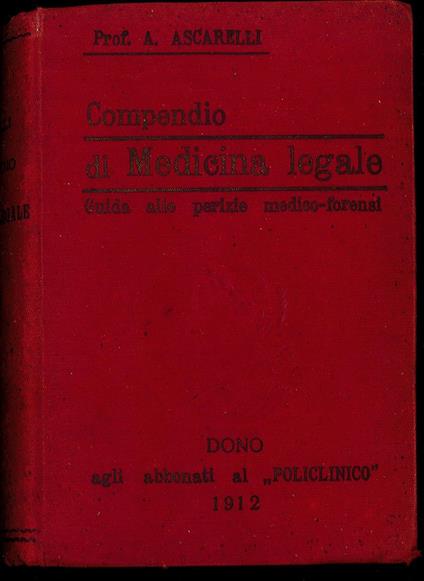 Prof. A. ASCARELLI
Compendio
di Medicina legale
Guida alle perizie medico-forensi
DONO
agli abbonati al „POLICLINICO"
1912